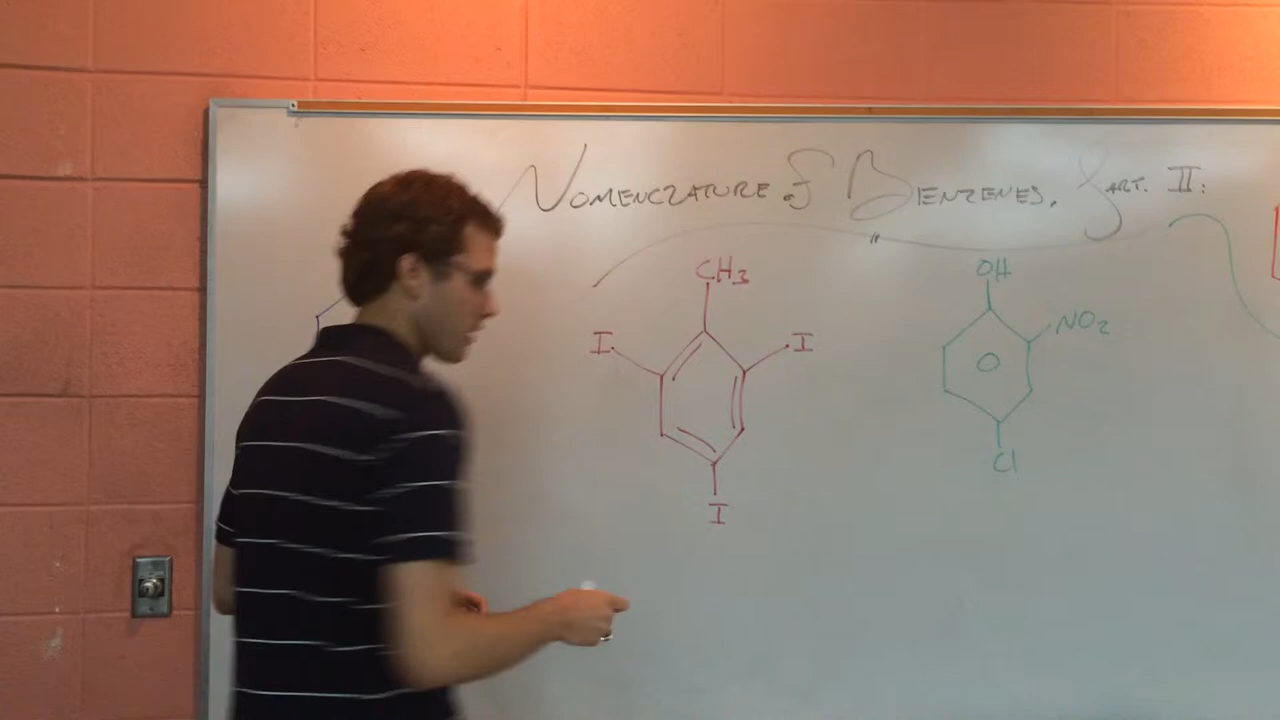 NOMENCLATURE of BENZENES, PART. II:
CH3
I I
I
OH
NO2
Cl